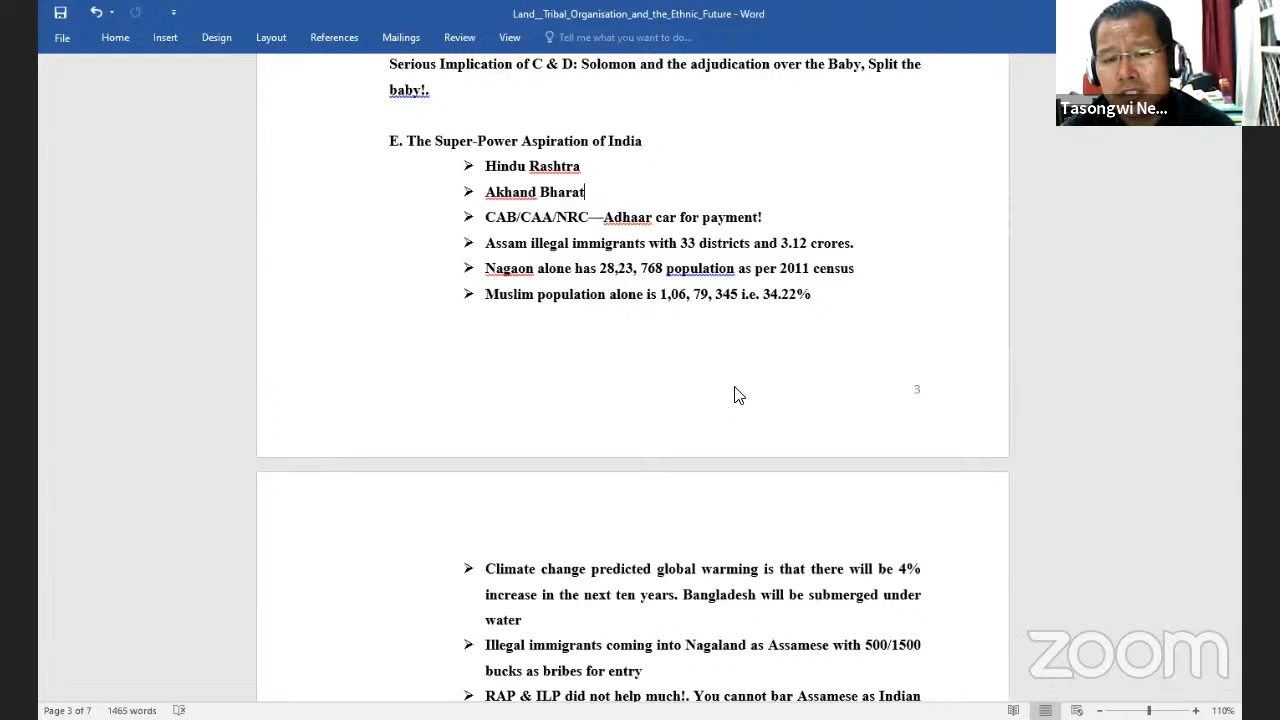 Land__Tribal_Organisation_and_the_Ethnic_Future - Word
File Home Insert Design Layout References Mailings Review View Tell me what you want to do...
Tasongwi Ne...
Serious Implication of C & D: Solomon and the adjudication over the Baby, Split the
baby!.
E. The Super-Power Aspiration of India
Hindu Rashtra
Akhand Bharat
CAB/CAA/NRC—Adhaar car for payment!
Assam illegal immigrants with 33 districts and 3.12 crores.
Nagaon alone has 28,23, 768 population as per 2011 census
Muslim population alone is 1,06, 79, 345 i.e. 34.22%
3
Climate change predicted global warming is that there will be 4%
increase in the next ten years. Bangladesh will be submerged under
water
Illegal immigrants coming into Nagaland as Assamese with 500/1500
bucks as bribes for entry
RAP & ILP did not help much!. You cannot bar Assamese as Indian
zoom
Page 3 of 7 1465 words 110%